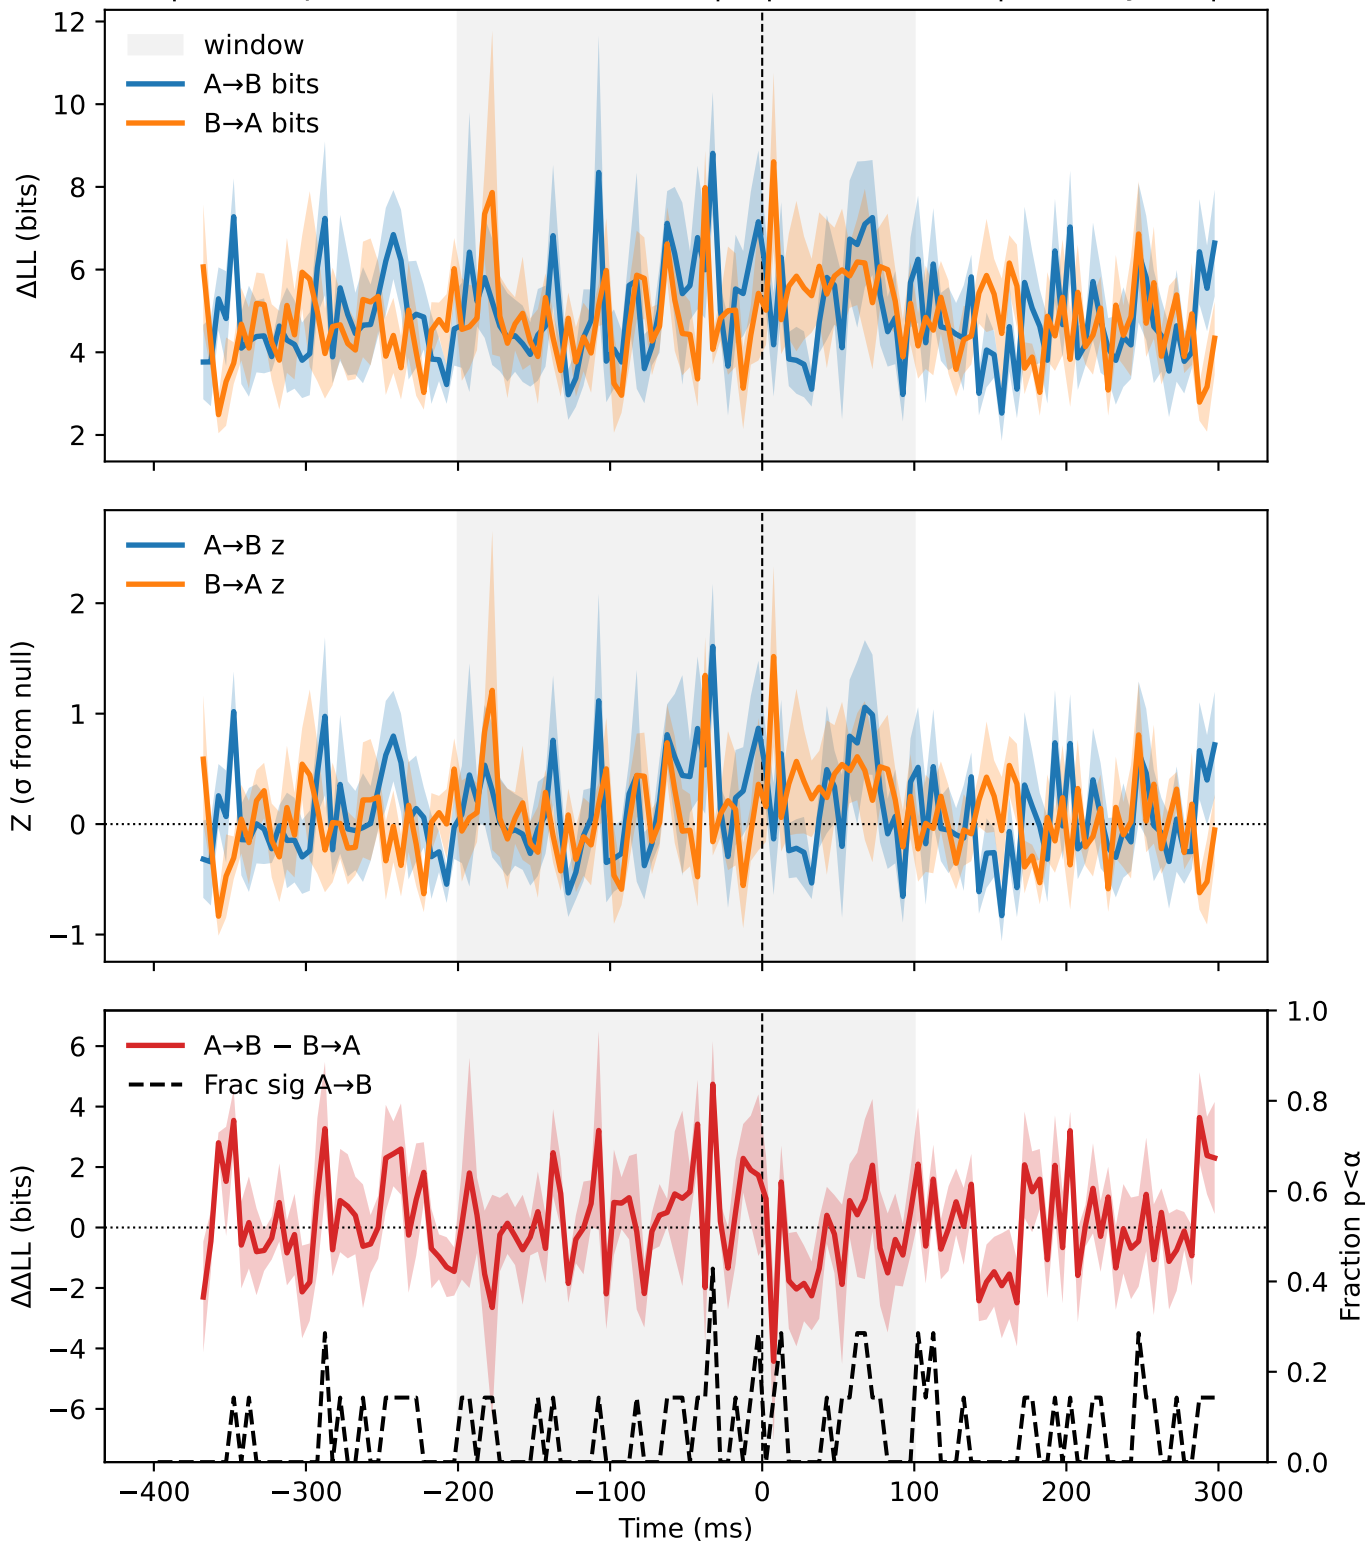 12
10
8
6
4
2
ΔLL (bits)
window
A→B bits
B→A bits
2
1
0
−1
Z (σ from null)
A→B z
B→A z
6
4
2
0
−2
−4
−6
ΔΔLL (bits)
A→B − B→A
Frac sig A→B
1.0
0.8
0.6
0.4
0.2
0.0
Fraction p<α
−400
−300
−200
−100
0
100
200
300
Time (ms)